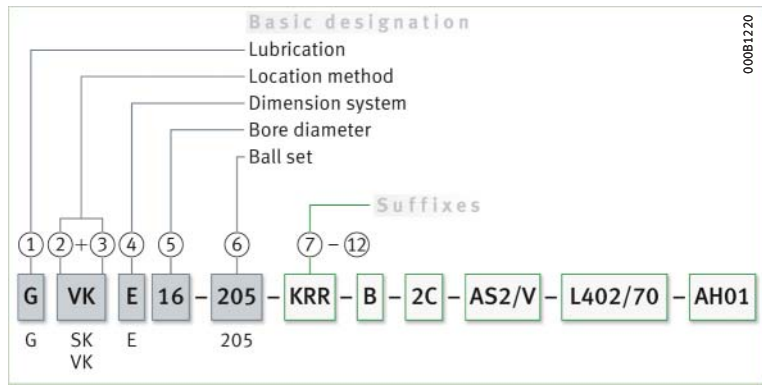 Basic designation
Lubrication
Location method
Dimension system
Bore diameter
Ball set
Suffixes
① ②+③ ④ ⑤ ⑥ ⑦ – ⑫
G VK E 16 – 205 – KRR – B – 2C – AS2/V – L402/70 – AH01
G SK E 205
VK
000B1220